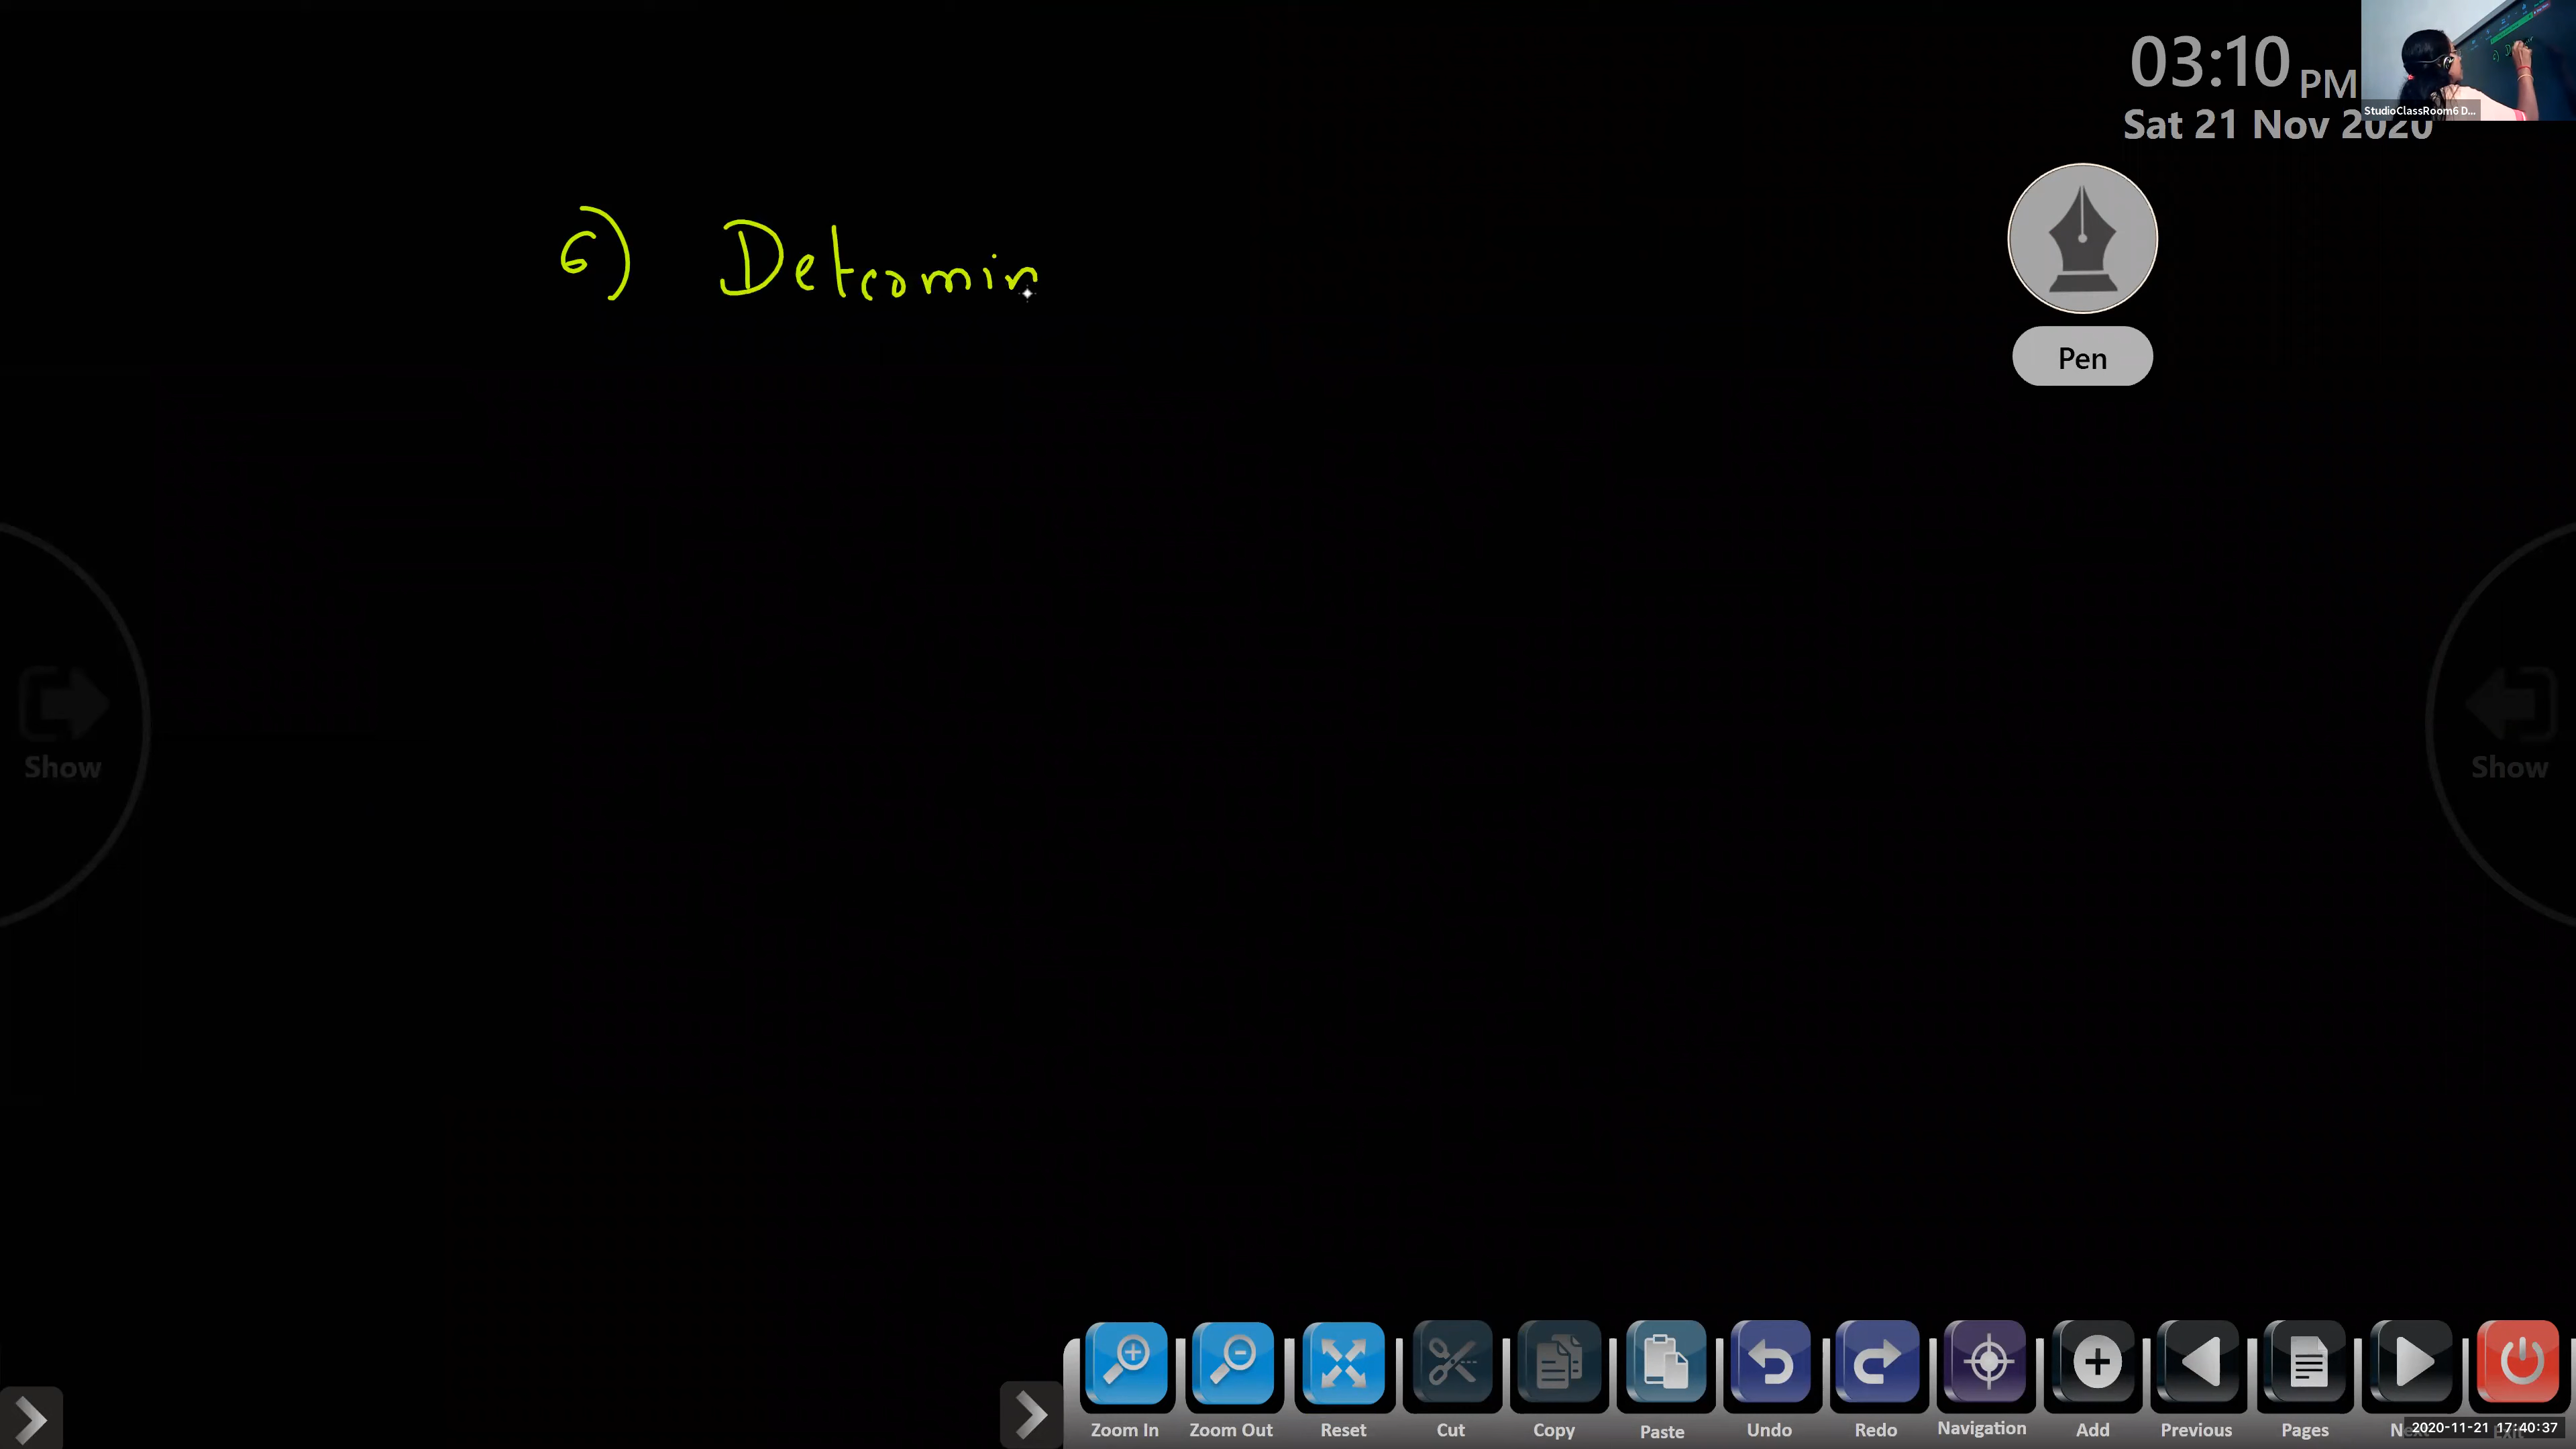 03:10 PM
StudioClassRoom6 D...
Sat 21 Nov 2020
6) Determin
Pen
Show
Show
Zoom In Zoom Out Reset Cut Copy Paste Undo Redo Navigation Add Previous Pages
2020-11-21 17:40:37